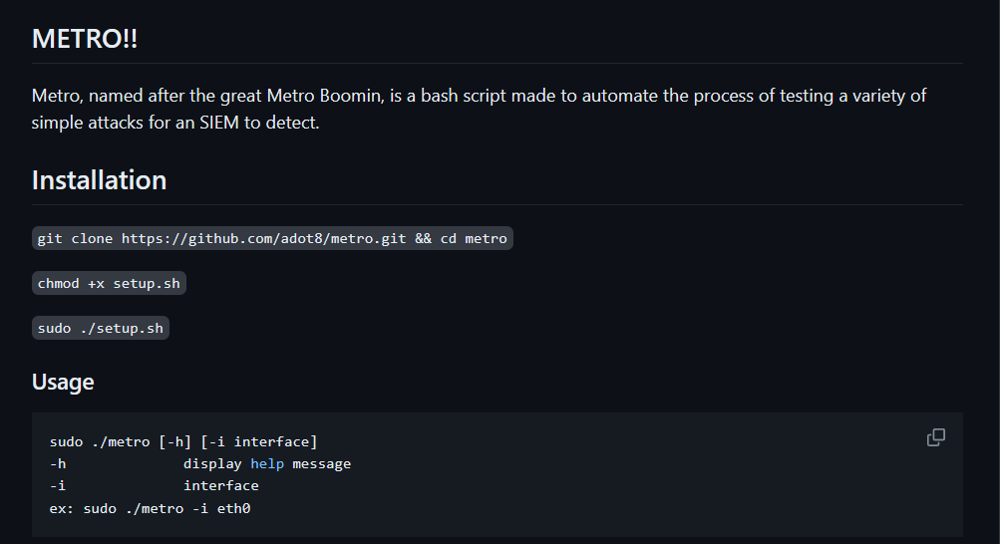 METRO!!
Metro, named after the great Metro Boomin, is a bash script made to automate the process of testing a variety of
simple attacks for an SIEM to detect.
Installation
git clone https://github.com/adot8/metro.git && cd metro
chmod +x setup.sh
sudo ./setup.sh
Usage
sudo ./metro [-h] [-i interface]
-h display help message
-i interface
ex: sudo ./metro -i eth0